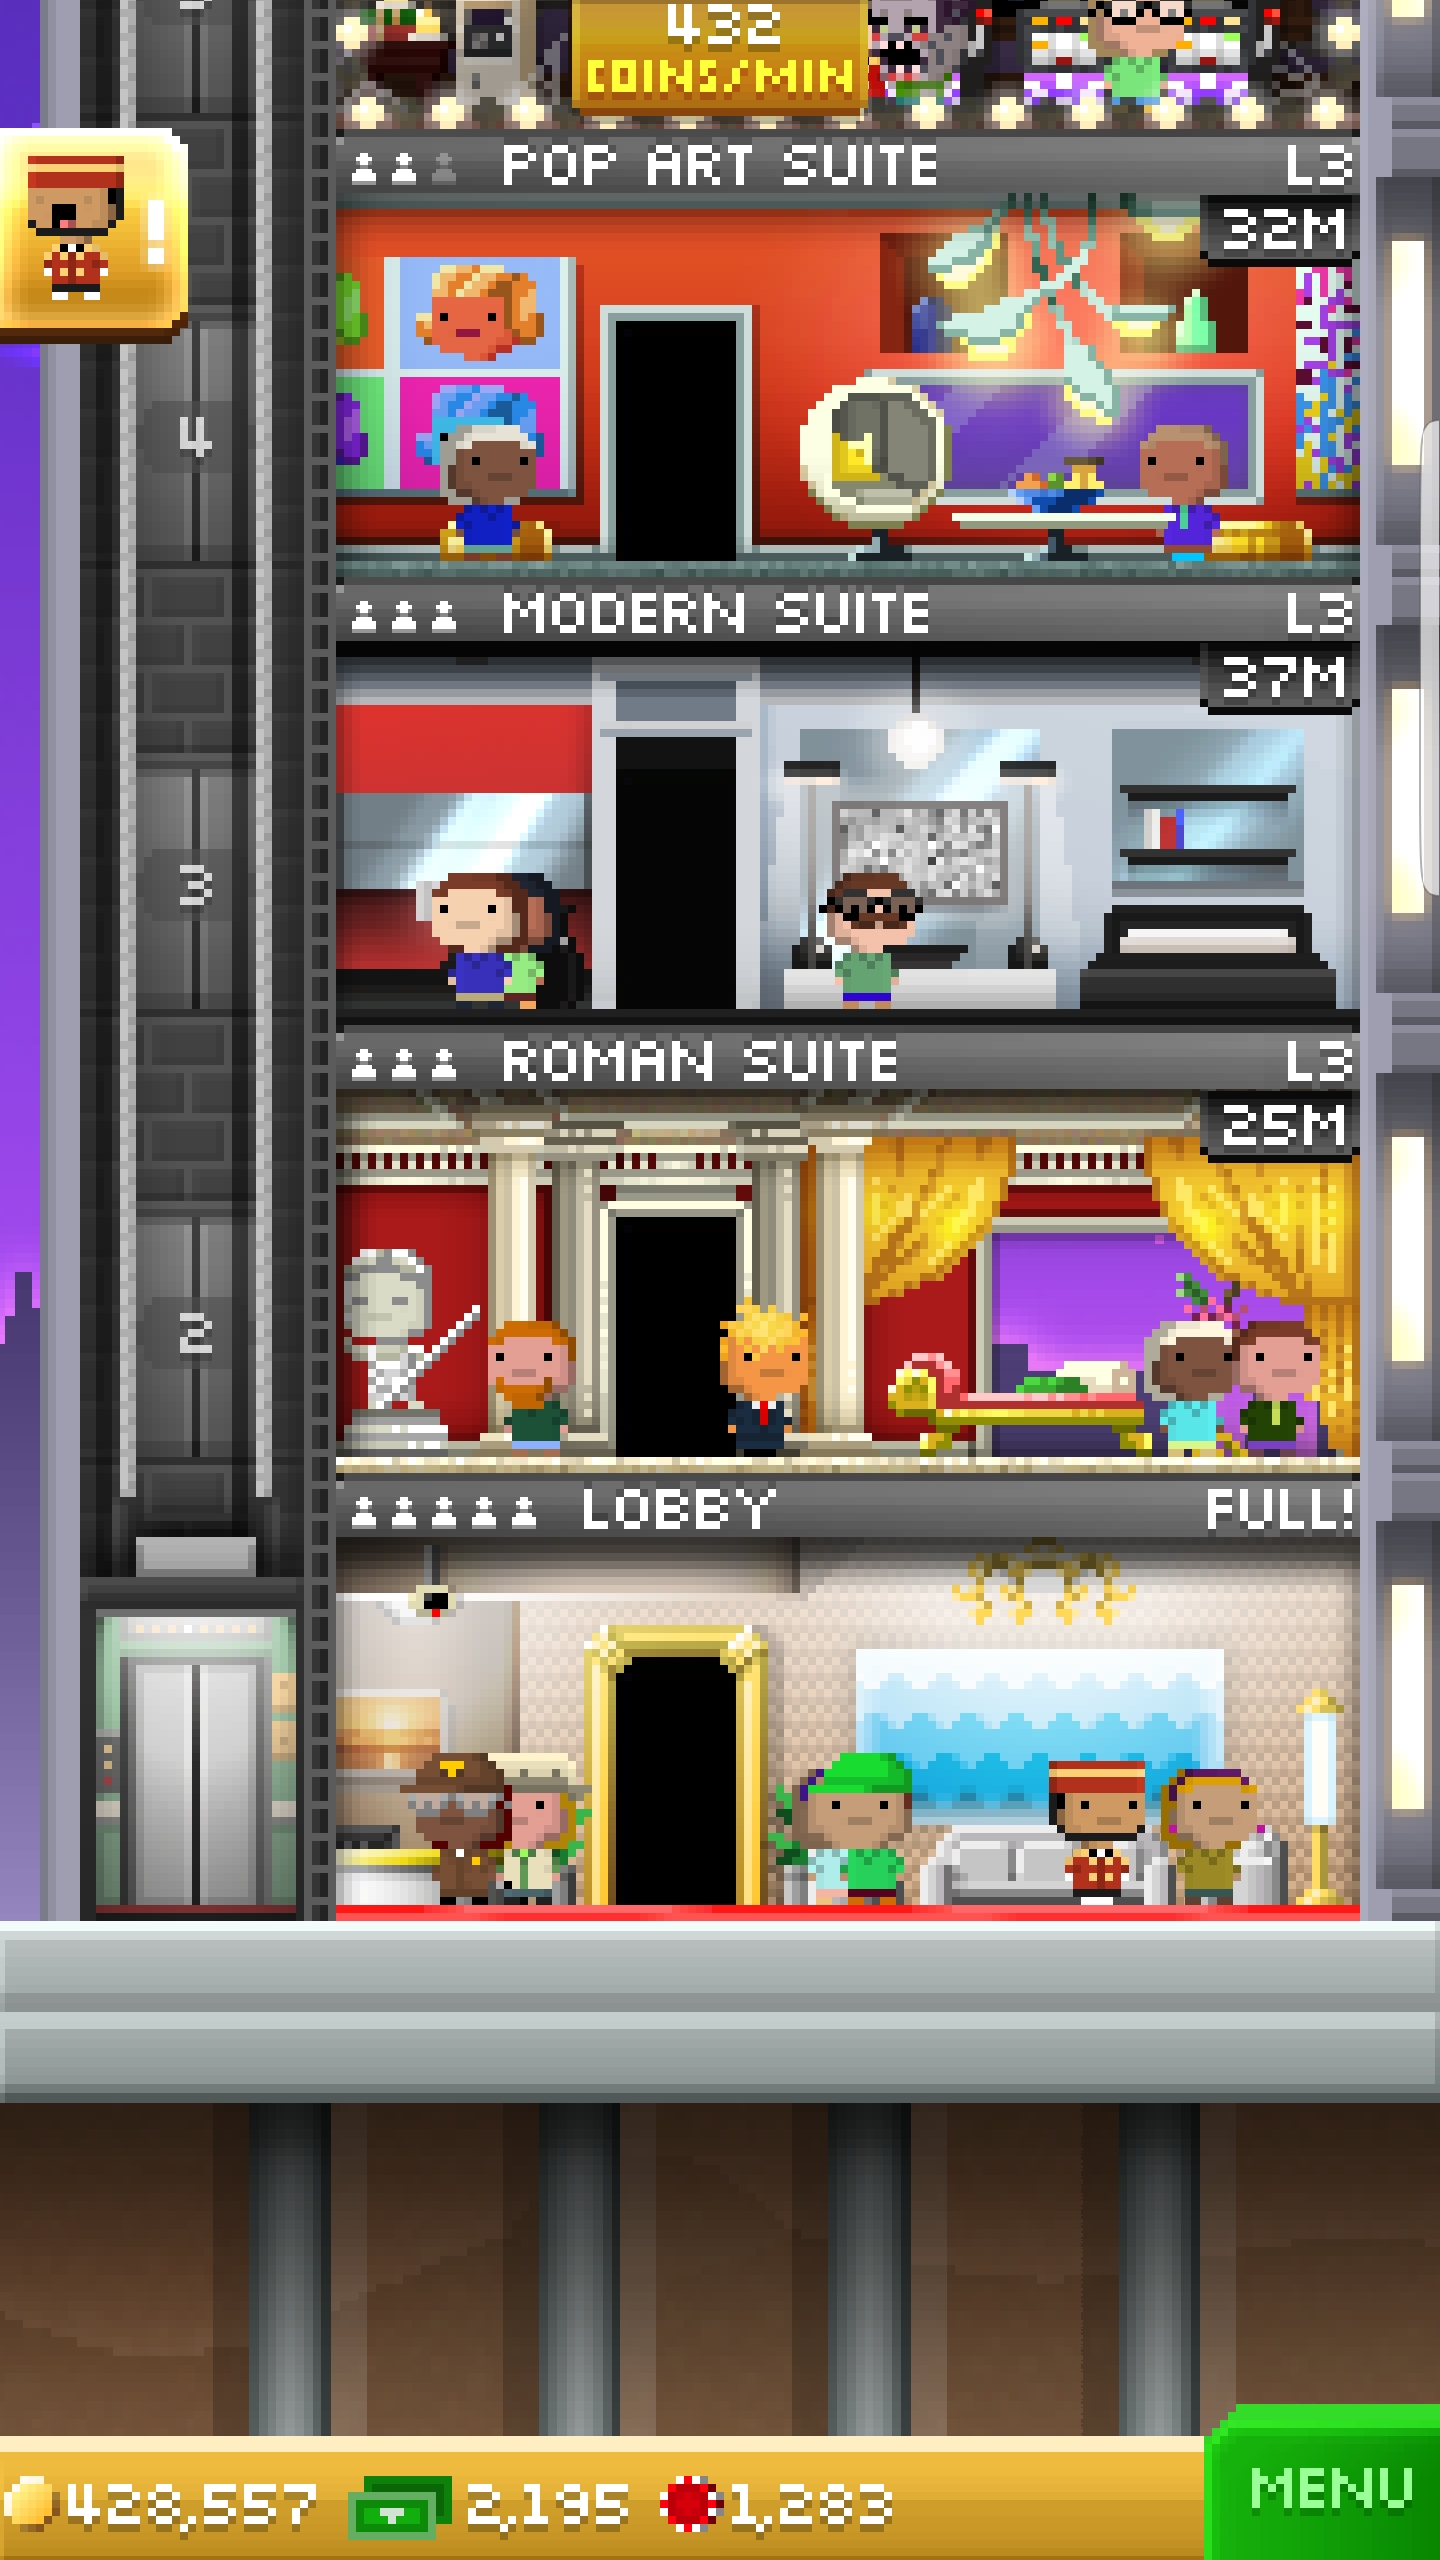 432
COINS/MIN
POP ART SUITE L3
32M
!
4
MODERN SUITE L3
37M
3
ROMAN SUITE L3
25M
2
LOBBY FULL!
428,557 2,195 1,283
MENU